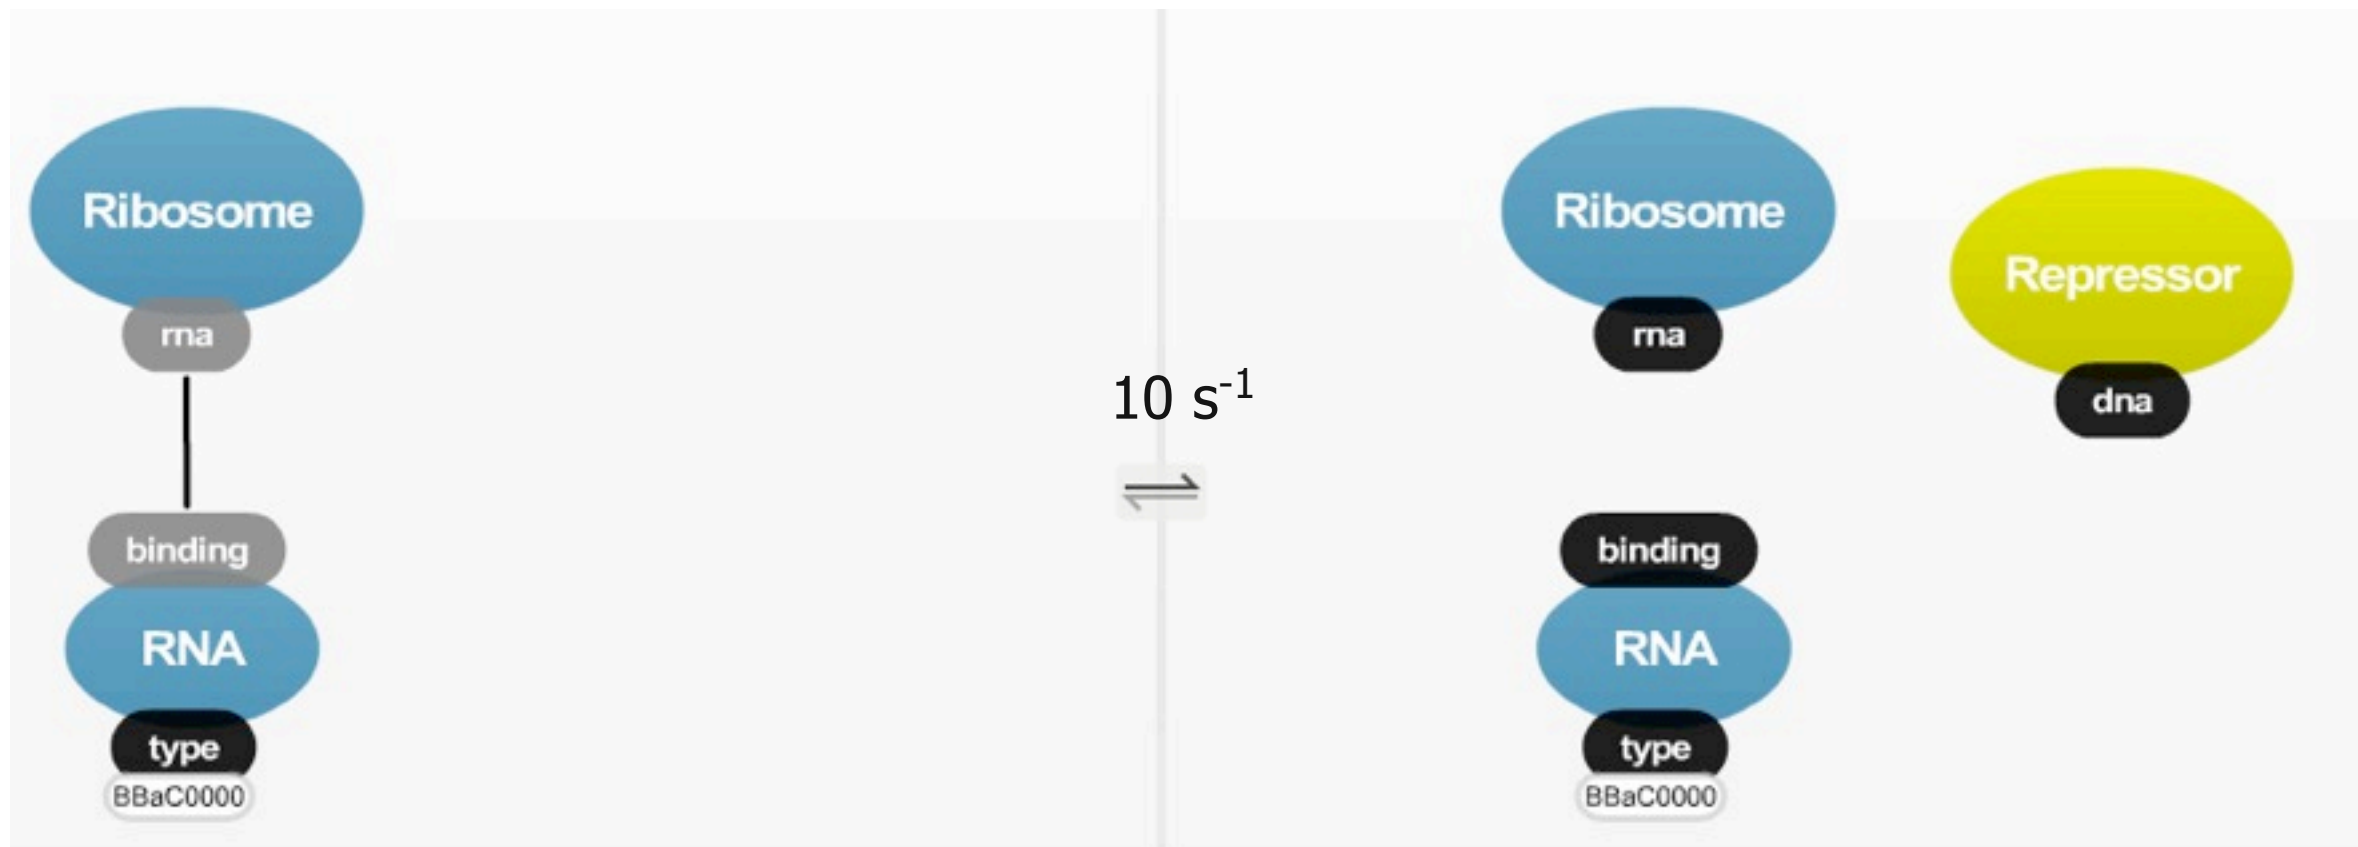 Ribosome
rna
binding
RNA
type
BBaC0000
10 s⁻¹
Ribosome
rna
Repressor
dna
binding
RNA
type
BBaC0000